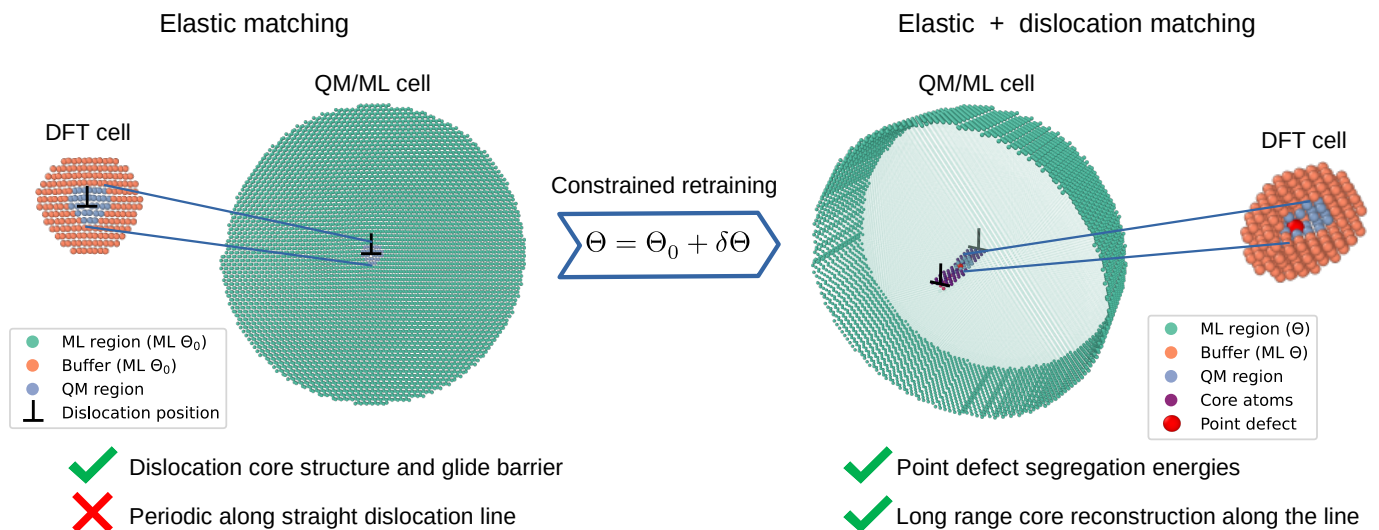 Elastic matching
QM/ML cell
DFT cell
ML region (ML Θ₀)
Buffer (ML Θ₀)
QM region
Dislocation position
Dislocation core structure and glide barrier
Periodic along straight dislocation line
Constrained retraining
Θ = Θ₀ + δΘ
Elastic + dislocation matching
QM/ML cell
DFT cell
ML region (Θ)
Buffer (ML Θ)
QM region
Core atoms
Point defect
Point defect segregation energies
Long range core reconstruction along the line